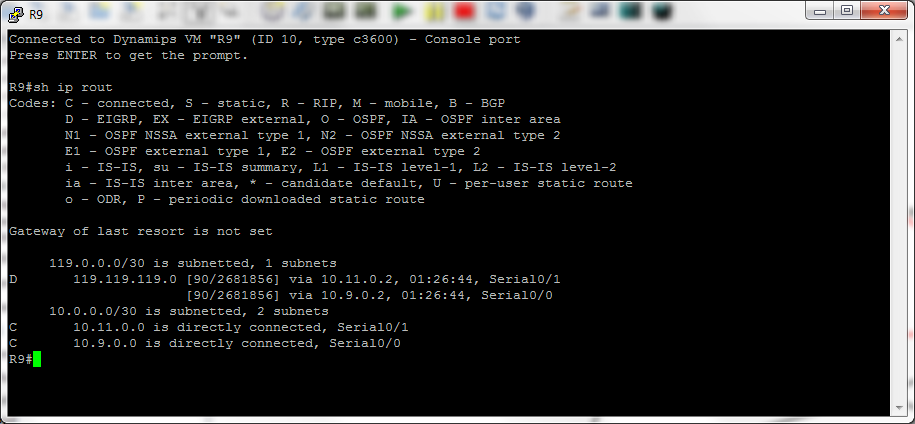 R9
Connected to Dynamips VM "R9" (ID 10, type c3600) - Console port
Press ENTER to get the prompt.
R9#sh ip rout
Codes: C - connected, S - static, R - RIP, M - mobile, B - BGP
D - EIGRP, EX - EIGRP external, O - OSPF, IA - OSPF inter area
N1 - OSPF NSSA external type 1, N2 - OSPF NSSA external type 2
E1 - OSPF external type 1, E2 - OSPF external type 2
i - IS-IS, su - IS-IS summary, L1 - IS-IS level-1, L2 - IS-IS level-2
ia - IS-IS inter area, * - candidate default, U - per-user static route
o - ODR, P - periodic downloaded static route
Gateway of last resort is not set
119.0.0.0/30 is subnetted, 1 subnets
D 119.119.119.0 [90/2681856] via 10.11.0.2, 01:26:44, Serial0/1
[90/2681856] via 10.9.0.2, 01:26:44, Serial0/0
10.0.0.0/30 is subnetted, 2 subnets
C 10.11.0.0 is directly connected, Serial0/1
C 10.9.0.0 is directly connected, Serial0/0
R9#